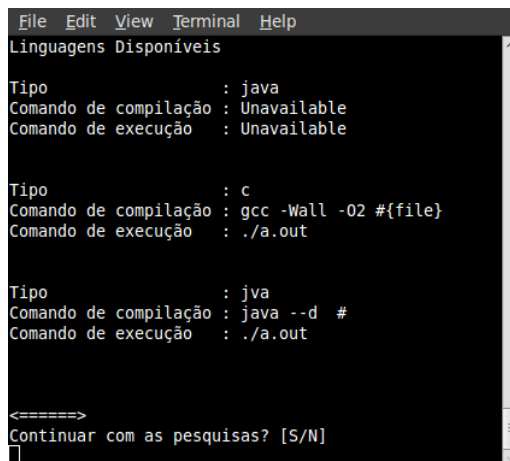 File Edit View Terminal Help
Linguagens Disponíveis
Tipo : java
Comando de compilação : Unavailable
Comando de execução : Unavailable
Tipo : c
Comando de compilação : gcc -Wall -O2 #{file}
Comando de execução : ./a.out
Tipo : jva
Comando de compilação : java --d #
Comando de execução : ./a.out
<======>
Continuar com as pesquisas? [S/N]